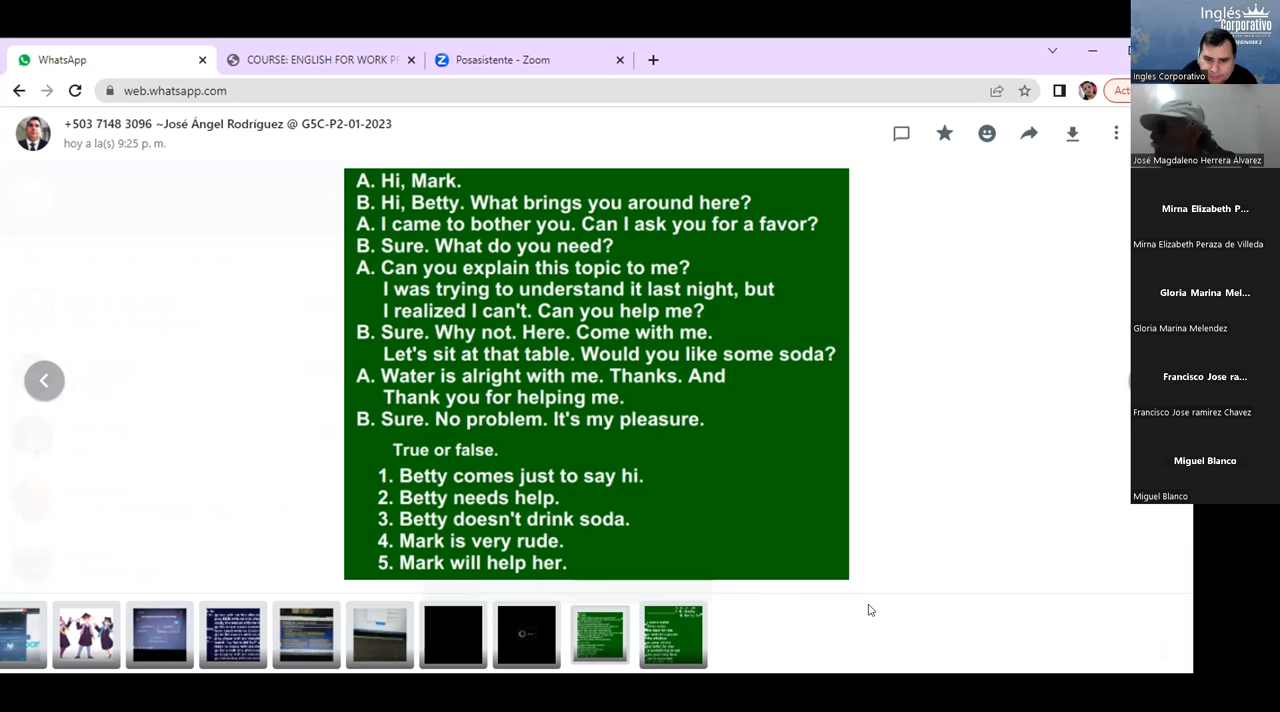 WhatsApp
COURSE: ENGLISH FOR WORK PF
Posasistente - Zoom
web.whatsapp.com
Act
+503 7148 3096 ~José Ángel Rodríguez @ G5C-P2-01-2023
hoy a la(s) 9:25 p. m.
A. Hi, Mark.
B. Hi, Betty. What brings you around here?
A. I came to bother you. Can I ask you for a favor?
B. Sure. What do you need?
A. Can you explain this topic to me?
I was trying to understand it last night, but
I realized I can't. Can you help me?
B. Sure. Why not. Here. Come with me.
Let's sit at that table. Would you like some soda?
A. Water is alright with me. Thanks. And
Thank you for helping me.
B. Sure. No problem. It's my pleasure.
True or false.
1. Betty comes just to say hi.
2. Betty needs help.
3. Betty doesn't drink soda.
4. Mark is very rude.
5. Mark will help her.
Inglés
Corporativo
BEGINNER 2
Ingles Corporativo
José Magdaleno Herrera Álvarez
Mirna Elizabeth P...
Mirna Elizabeth Peraza de Villeda
Gloria Marina Mel...
Gloria Marina Melendez
Francisco Jose ra...
Francisco Jose ramirez Chavez
Miguel Blanco
Miguel Blanco